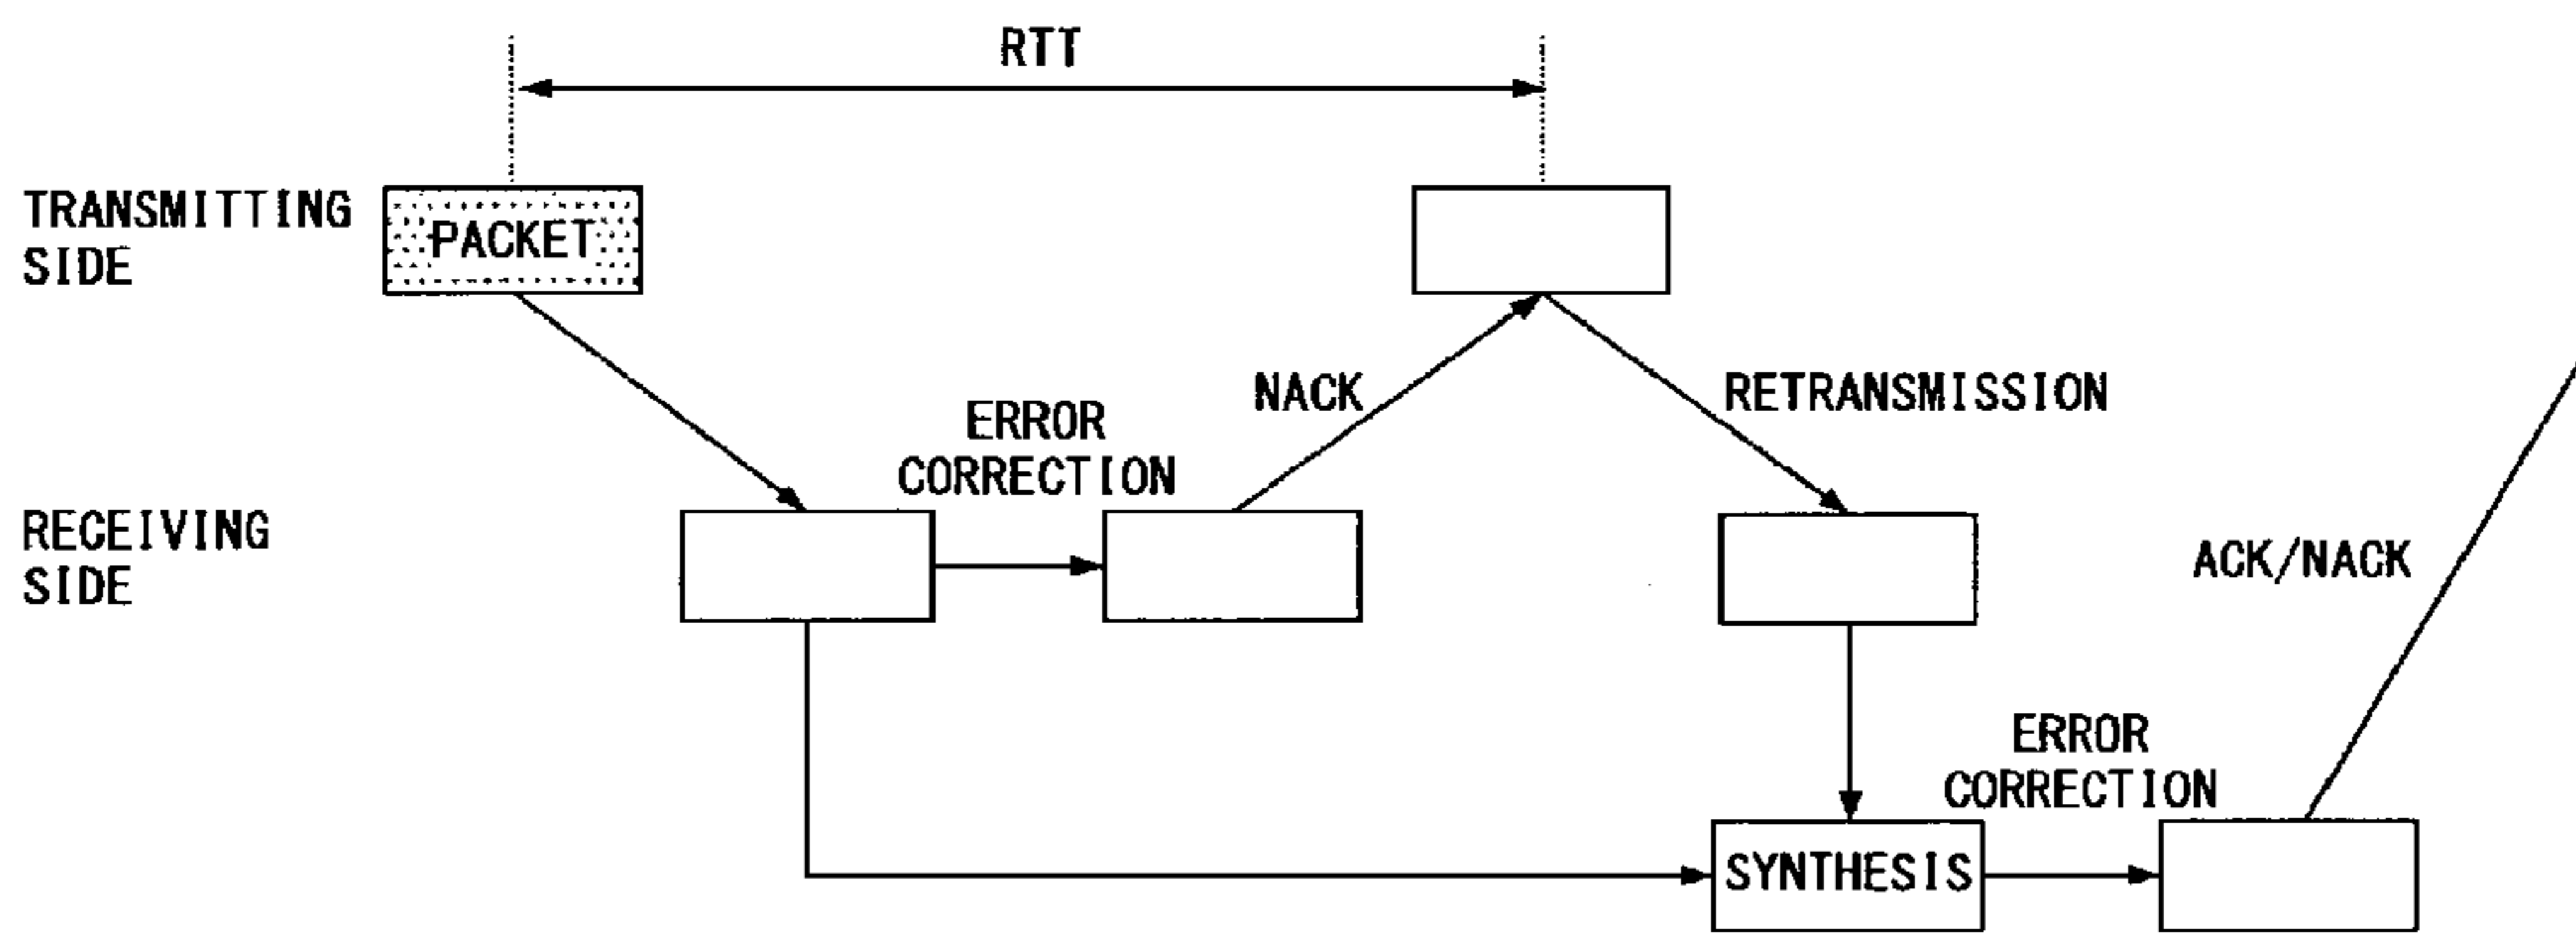 RTT
TRANSMITTING
SIDE
PACKET
NACK
RETRANSMISSION
ERROR
CORRECTION
RECEIVING
SIDE
ACK/NACK
ERROR
CORRECTION
SYNTHESIS